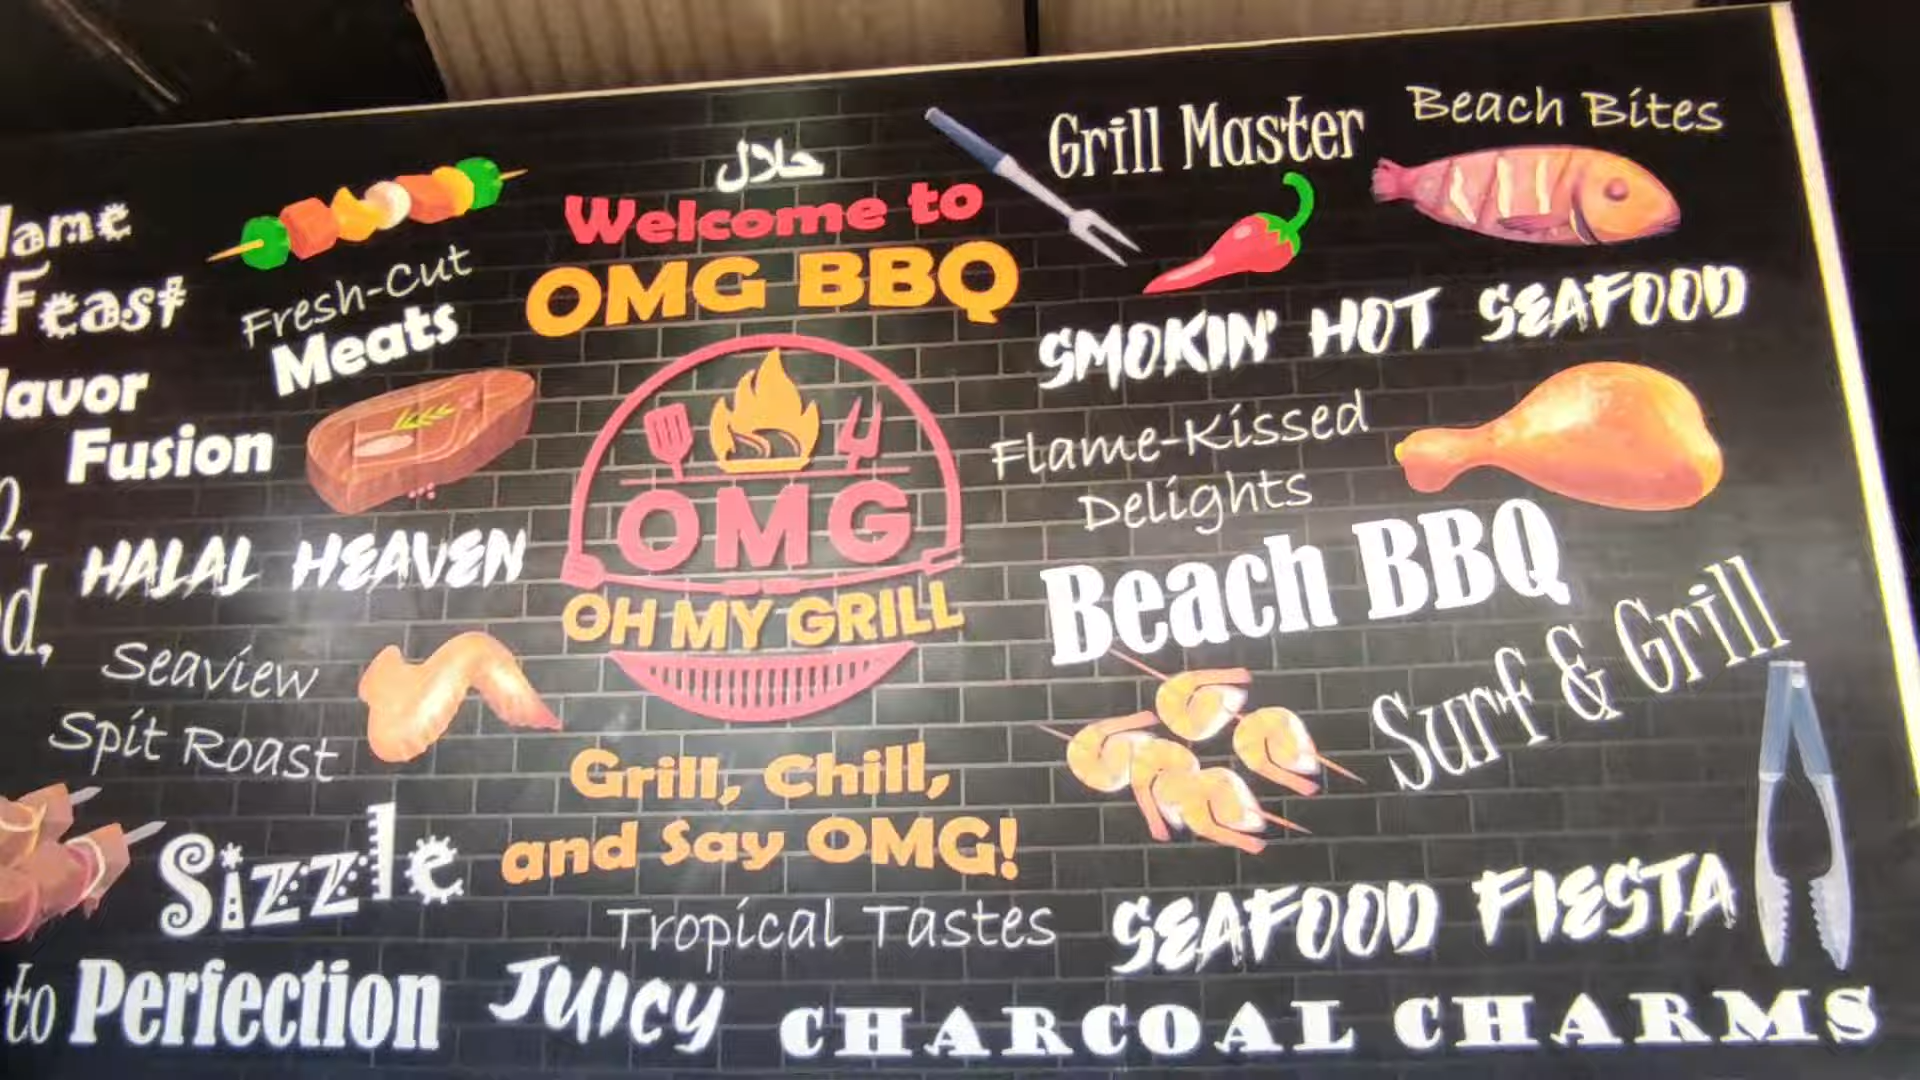 Feast
Fusion
HALAL HEAVEN
Seaview
Spit Roast
Sizzle
to Perfection
Fresh-Cut
Meats
حلال
Welcome to
OMG BBQ
OMG
OH MY GRILL
Grill, Chill,
and Say OMG!
Tropical Tastes
JUICY
Grill Master
Beach Bites
SMOKIN' HOT SEAFOOD
Flame-Kissed
Delights
Beach BBQ
Surf & Grill
SEAFOOD FIESTA
CHARCOAL CHARMS